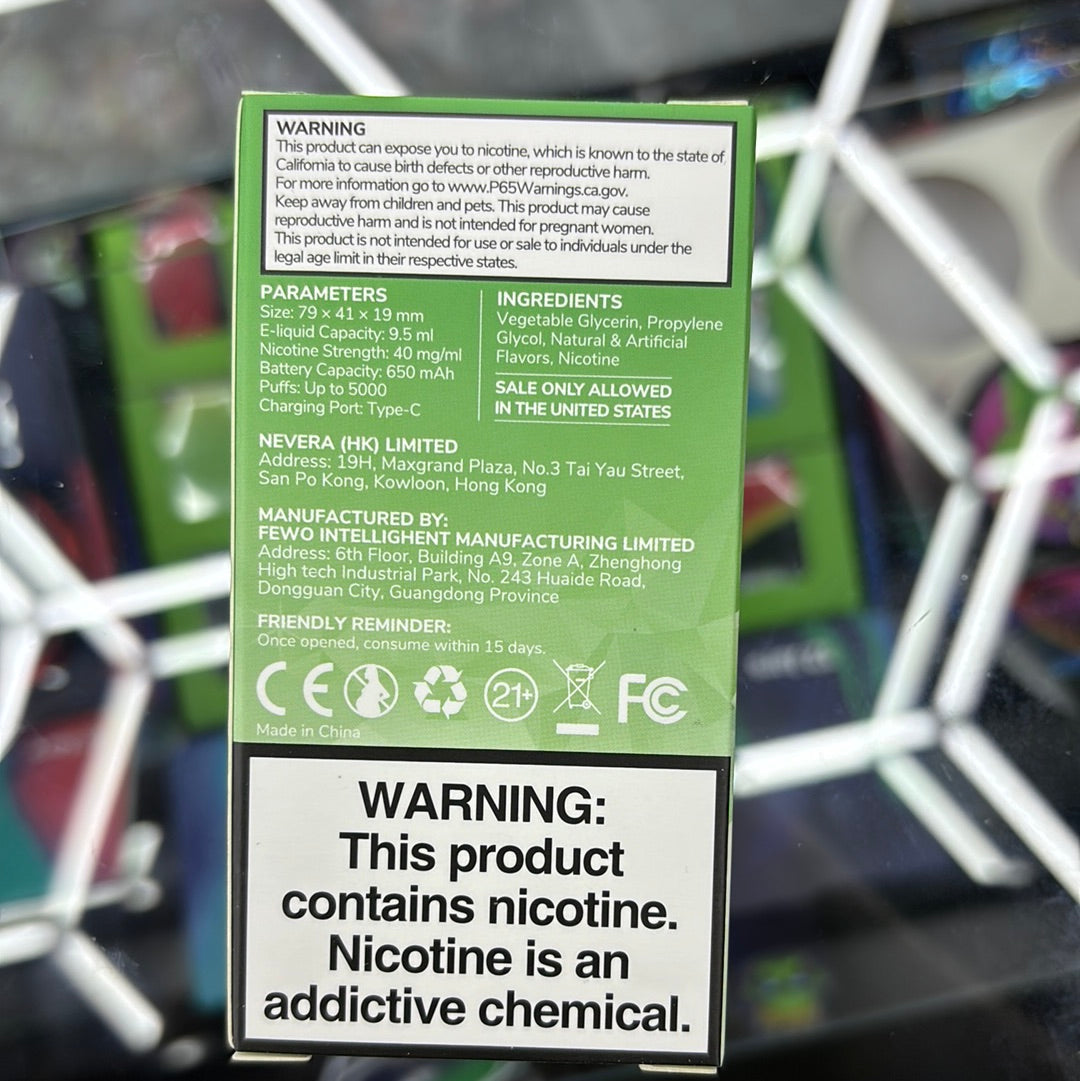 WARNING
This product can expose you to nicotine, which is known to the state of
California to cause birth defects or other reproductive harm.
For more information go to www.P65Warnings.ca.gov.
Keep away from children and pets. This product may cause
reproductive harm and is not intended for pregnant women.
This product is not intended for use or sale to individuals under the
legal age limit in their respective states.
PARAMETERS
Size: 79 × 41 × 19 mm
E-liquid Capacity: 9.5 ml
Nicotine Strength: 40 mg/ml
Battery Capacity: 650 mAh
Puffs: Up to 5000
Charging Port: Type-C
INGREDIENTS
Vegetable Glycerin, Propylene
Glycol, Natural & Artificial
Flavors, Nicotine
SALE ONLY ALLOWED
IN THE UNITED STATES
NEVERA (HK) LIMITED
Address: 19H, Maxgrand Plaza, No.3 Tai Yau Street,
San Po Kong, Kowloon, Hong Kong
MANUFACTURED BY:
FEWO INTELLIGHENT MANUFACTURING LIMITED
Address: 6th Floor, Building A9, Zone A, Zhenghong
High tech Industrial Park, No. 243 Huaide Road,
Dongguan City, Guangdong Province
FRIENDLY REMINDER:
Once opened, consume within 15 days.
CE 21+ FC
Made in China
WARNING:
This product
contains nicotine.
Nicotine is an
addictive chemical.